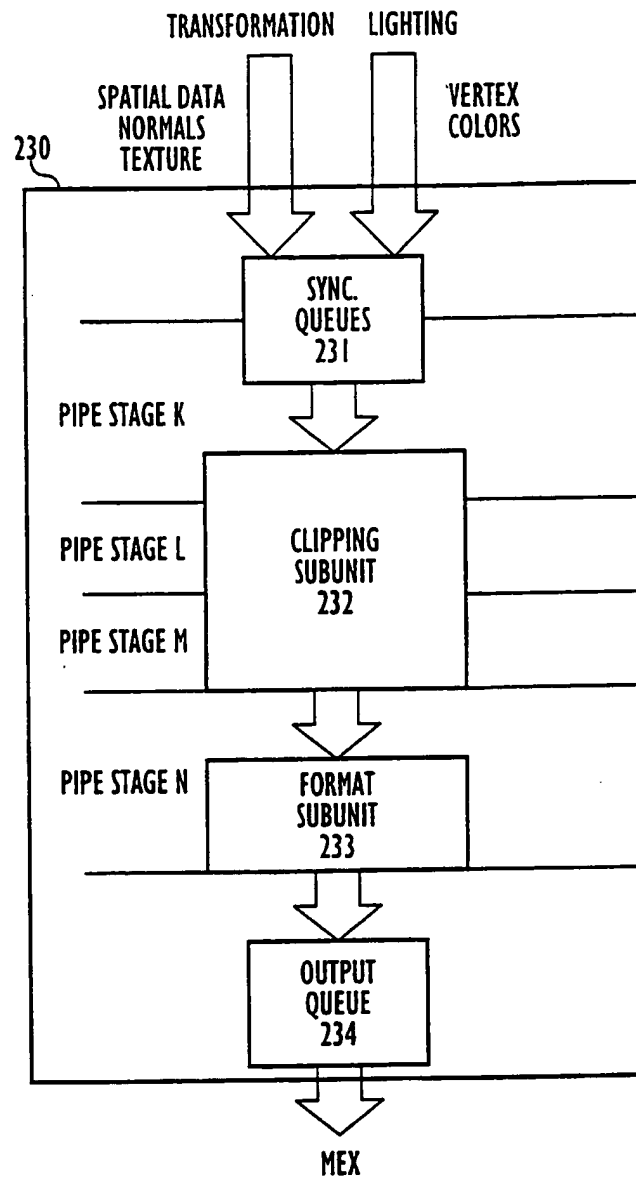 TRANSFORMATION LIGHTING
SPATIAL DATA
NORMALS
TEXTURE
VERTEX
COLORS
230
SYNC.
QUEUES
231
PIPE STAGE K
PIPE STAGE L
CLIPPING
SUBUNIT
232
PIPE STAGE M
PIPE STAGE N
FORMAT
SUBUNIT
233
OUTPUT
QUEUE
234
MEX